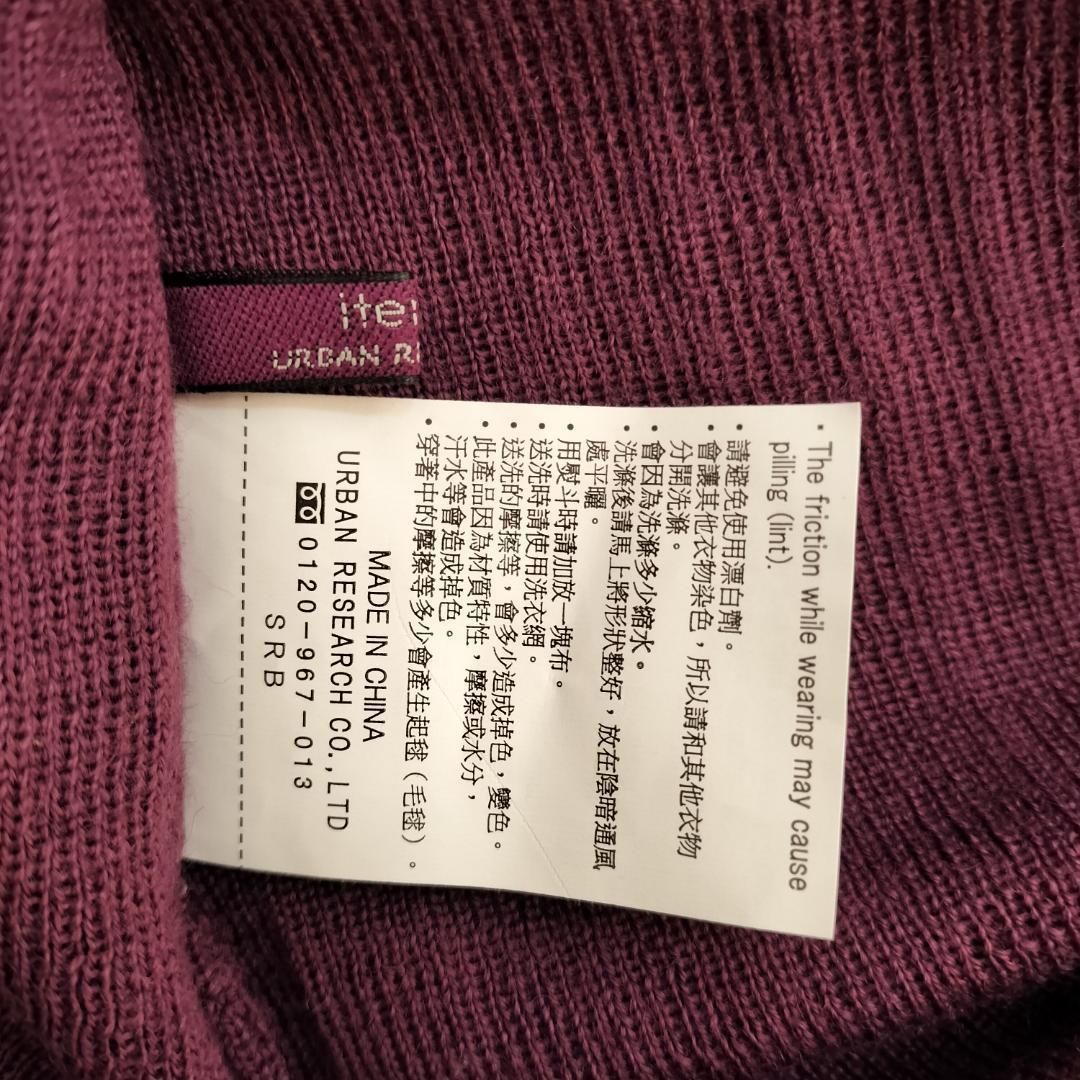 ite
URBAN R
・The friction while wearing may cause
pilling (lint).
・請避免使用漂白劑。
・會讓其他衣物染色，所以請和其他衣物
分開洗滌。
・會因為洗滌多少縮水。
・洗滌後請馬上將形狀整好，放在陰暗通風
處平曬。
・用熨斗時請加放一塊布。
・送洗時請使用洗衣網。
・送洗的摩擦等，會多少造成掉色，變色。
・此產品因為材質特性，摩擦或水分，
汗水等會造成掉色。
・穿著中的摩擦等多少會產生起毬（毛毬）。
MADE IN CHINA
URBAN RESEARCH CO.,LTD
0120-967-013
SRB